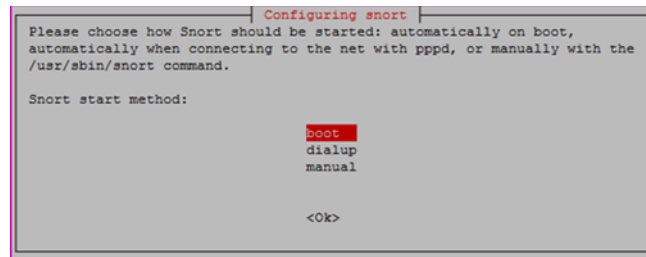 Configuring snort
Please choose how Snort should be started: automatically on boot,
automatically when connecting to the net with pppd, or manually with the
/usr/sbin/snort command.
Snort start method:
boot
dialup
manual
<Ok>